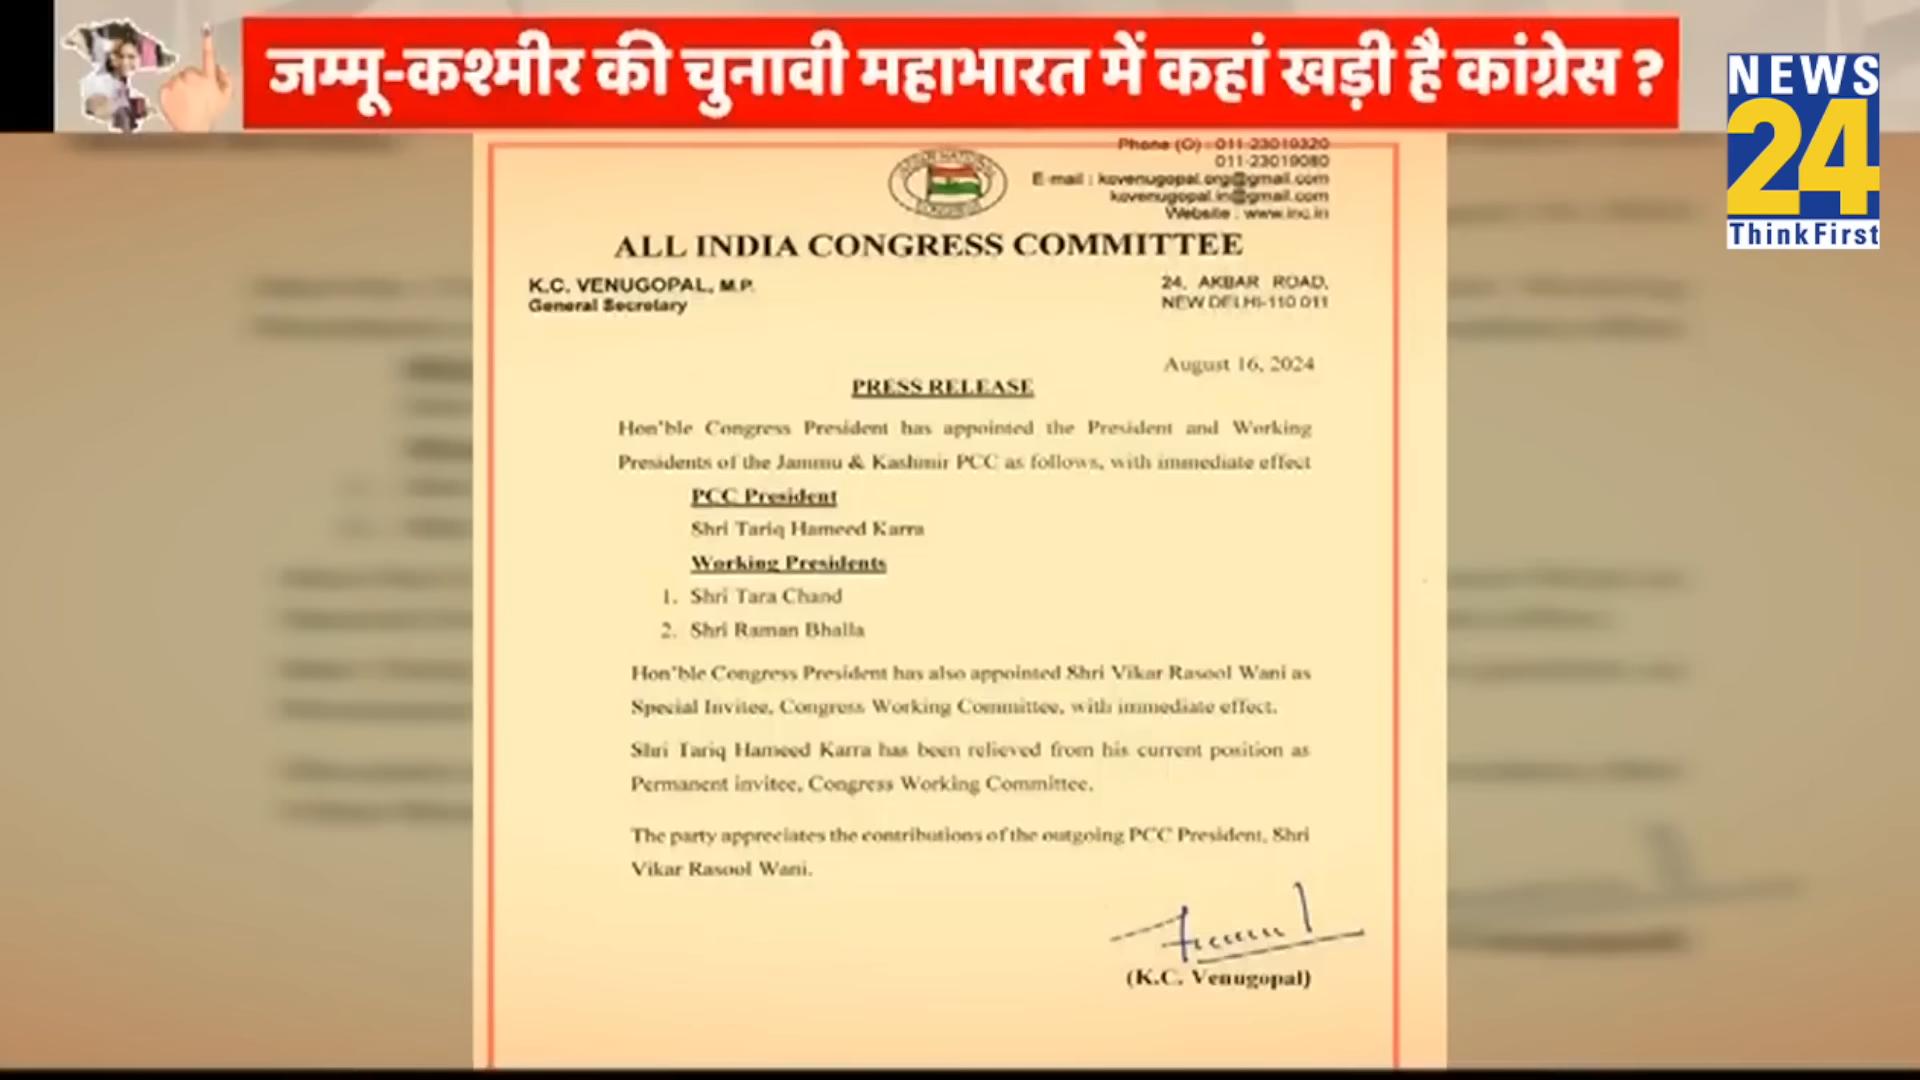 जम्मू-कश्मीर की चुनावी महाभारत में कहां खड़ी है कांग्रेस ?
NEWS
24
Think First
Phone (O) : 011-23019320
011-23019080
E-mail : kcvenugopal.org@gmail.com
kcvenugopal.in@gmail.com
Website : www.inc.in
INDIAN NATIONAL
CONGRESS
ALL INDIA CONGRESS COMMITTEE
K.C. VENUGOPAL, M.P.
General Secretary
24, AKBAR ROAD,
NEW DELHI-110 011
August 16, 2024
PRESS RELEASE
Hon'ble Congress President has appointed the President and Working
Presidents of the Jammu & Kashmir PCC as follows, with immediate effect
PCC President
Shri Tariq Hameed Karra
Working Presidents
1. Shri Tara Chand
2. Shri Raman Bhalla
Hon'ble Congress President has also appointed Shri Vikar Rasool Wani as
Special Invitee, Congress Working Committee, with immediate effect.
Shri Tariq Hameed Karra has been relieved from his current position as
Permanent invitee, Congress Working Committee.
The party appreciates the contributions of the outgoing PCC President, Shri
Vikar Rasool Wani.
(K.C. Venugopal)